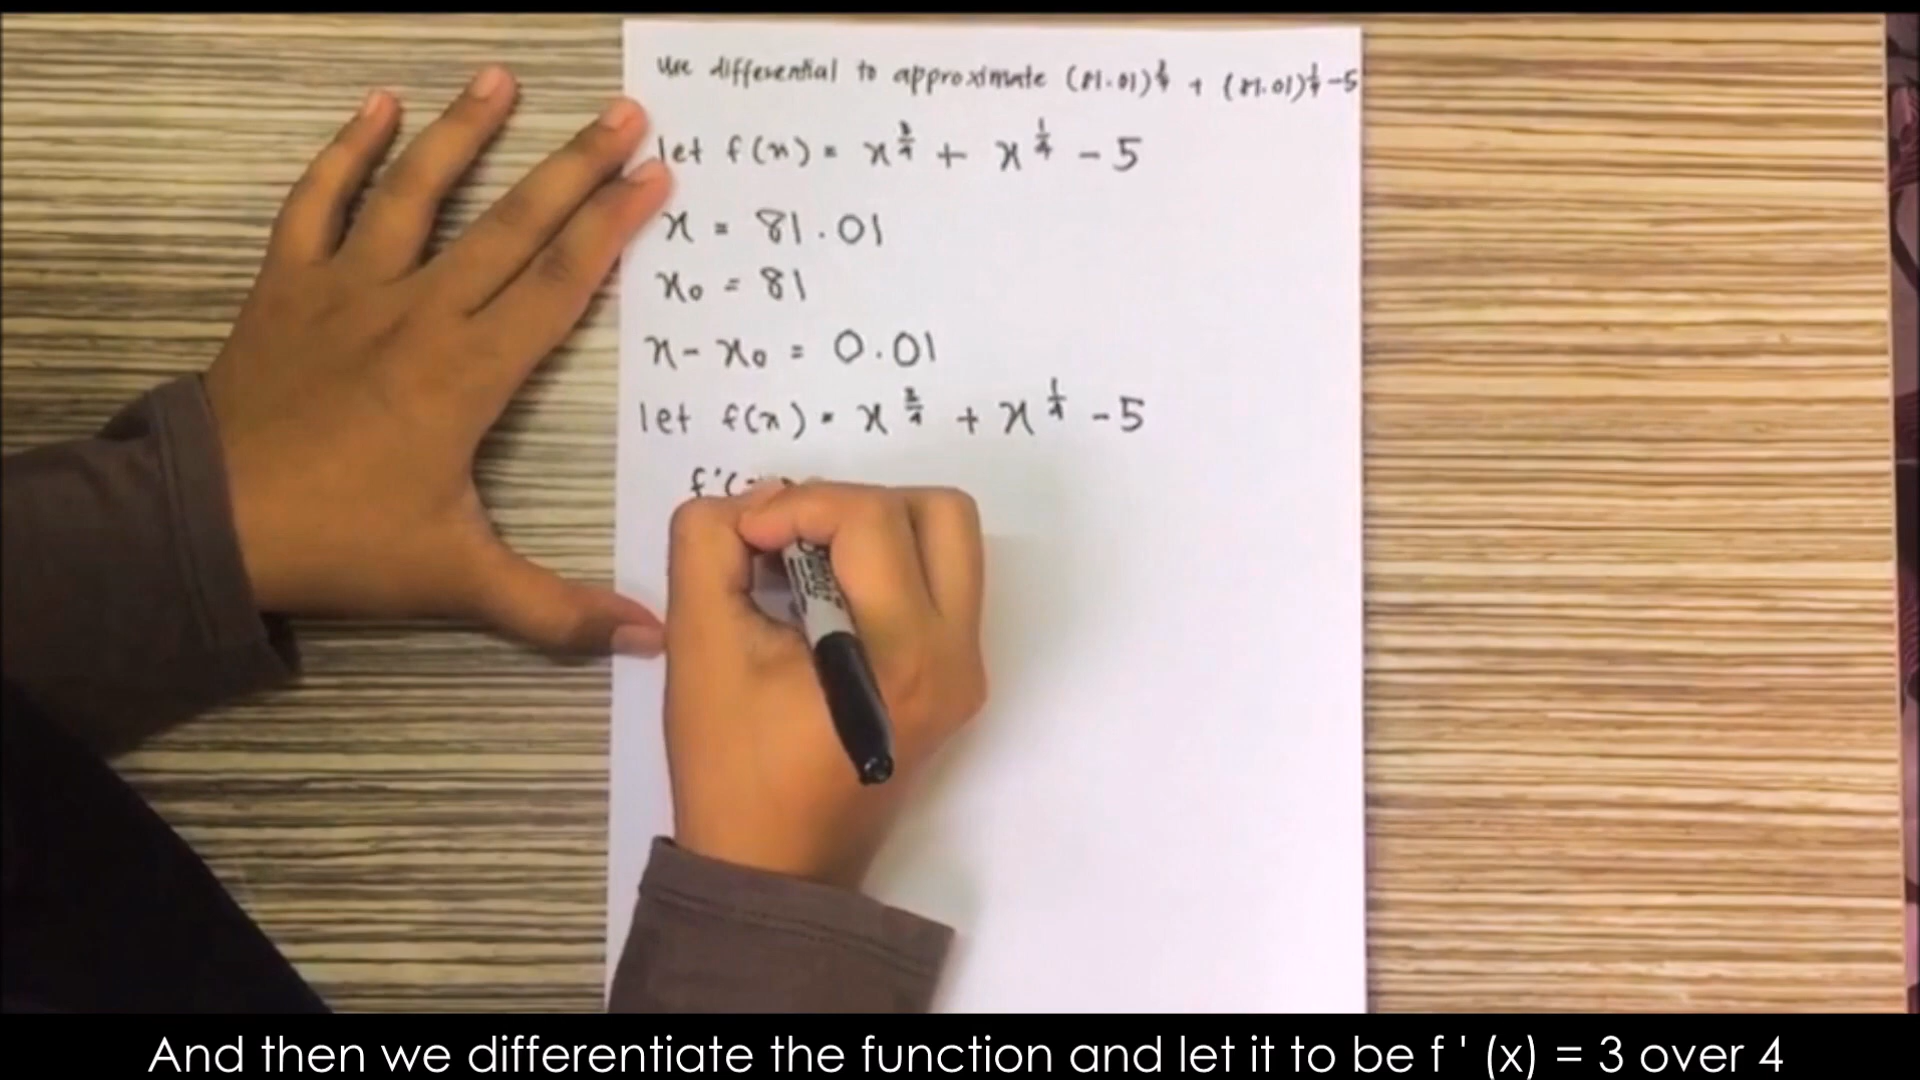 Use differential to approximate (81.01)^3/4 + (81.01)^1/4 - 5
let f(x) = x^3/4 + x^1/4 - 5
x = 81.01
x₀ = 81
x - x₀ = 0.01
let f(x) = x^3/4 + x^1/4 - 5
f'(x)
And then we differentiate the function and let it to be f ' (x) = 3 over 4